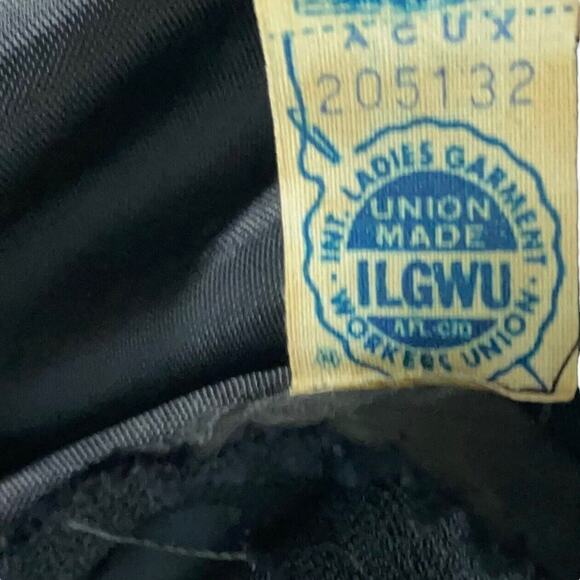 205132
INT. LADIES GARMENT
UNION
MADE
ILGWU
AFL-CIO
WORKERS UNION